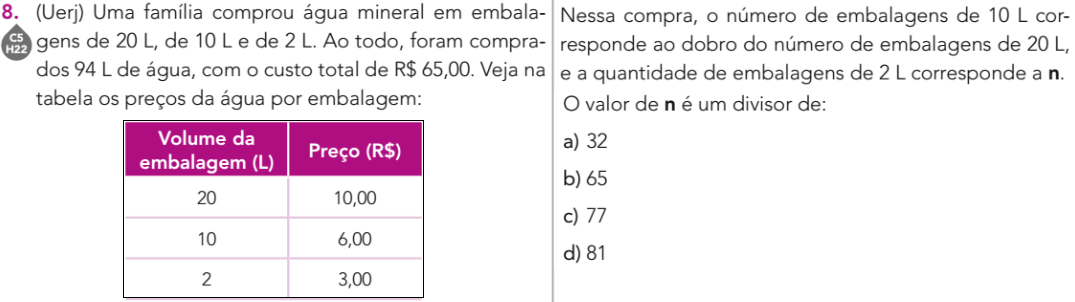 8. (Uerj) Uma família comprou água mineral em embala-
C5
H22
gens de 20 L, de 10 L e de 2 L. Ao todo, foram compra-
dos 94 L de água, com o custo total de R$ 65,00. Veja na
tabela os preços da água por embalagem:
Volume da
embalagem (L)
Preço (R$)
20 10,00
10 6,00
2 3,00
Nessa compra, o número de embalagens de 10 L cor-
responde ao dobro do número de embalagens de 20 L,
e a quantidade de embalagens de 2 L corresponde a n.
O valor de n é um divisor de:
a) 32
b) 65
c) 77
d) 81